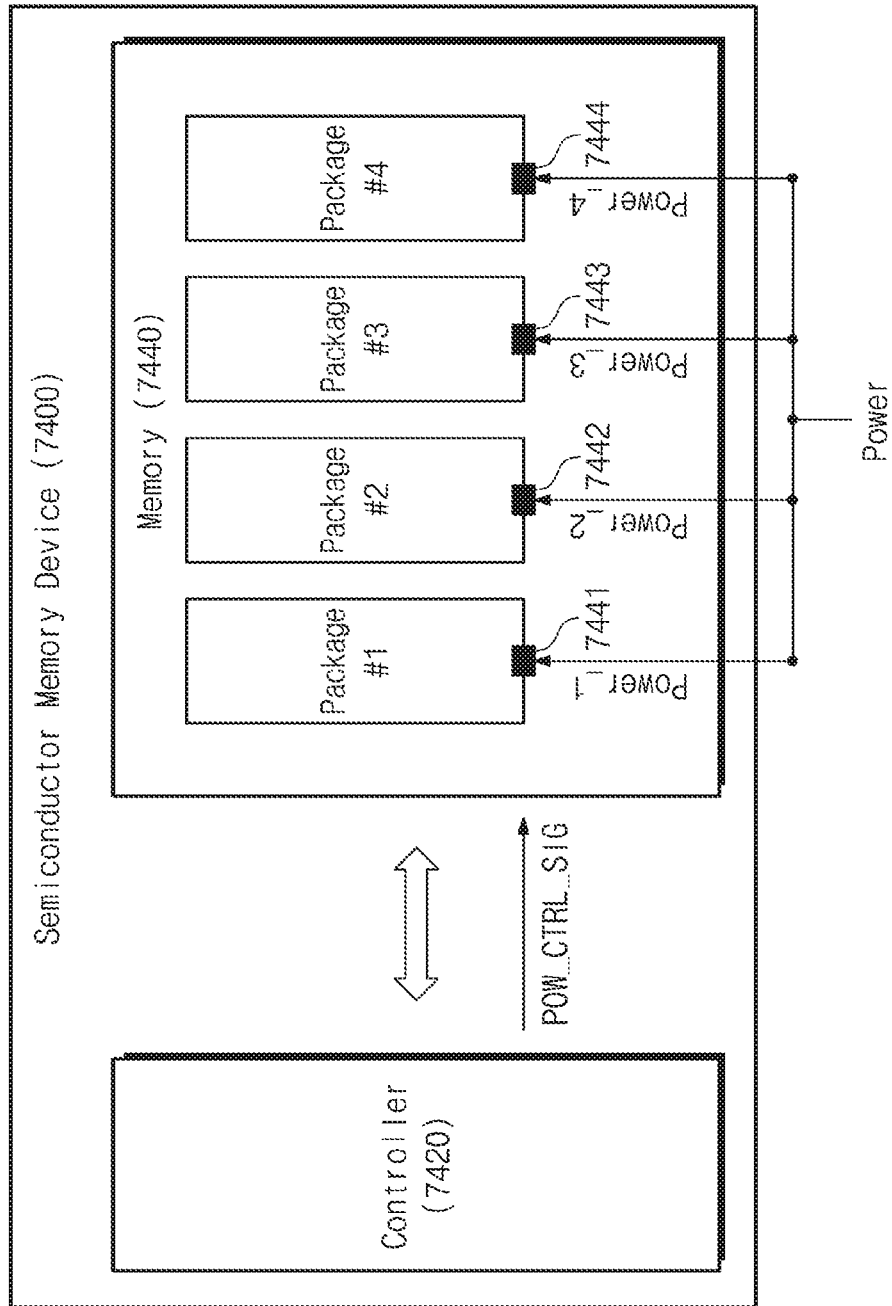 Semiconductor Memory Device (7400)
Controller
(7420)
POW_CTRL_SIG
Memory (7440)
Package
#1
Package
#2
Package
#3
Package
#4
7441
7442
7443
7444
Power_1
Power_2
Power_3
Power_4
Power